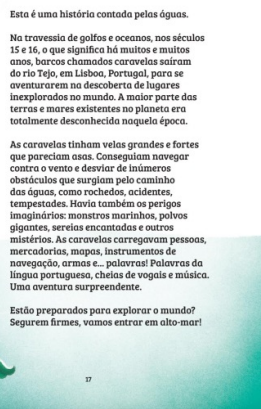 Esta é uma história contada pelas águas.
Na travessia de golfos e oceanos, nos séculos
15 e 16, o que significa há muitos e muitos
anos, barcos chamados caravelas saíram
do rio Tejo, em Lisboa, Portugal, para se
aventurarem na descoberta de lugares
inexplorados no mundo. A maior parte das
terras e mares existentes no planeta era
totalmente desconhecida naquela época.
As caravelas tinham velas grandes e fortes
que pareciam asas. Conseguiam navegar
contra o vento e desviar de inúmeros
obstáculos que surgiam pelo caminho
das águas, como rochedos, acidentes,
tempestades. Havia também os perigos
imaginários: monstros marinhos, polvos
gigantes, sereias encantadas e outros
mistérios. As caravelas carregavam pessoas,
mercadorias, mapas, instrumentos de
navegação, armas e... palavras! Palavras da
língua portuguesa, cheias de vogais e música.
Uma aventura surpreendente.
Estão preparados para explorar o mundo?
Segurem firmes, vamos entrar em alto-mar!
17